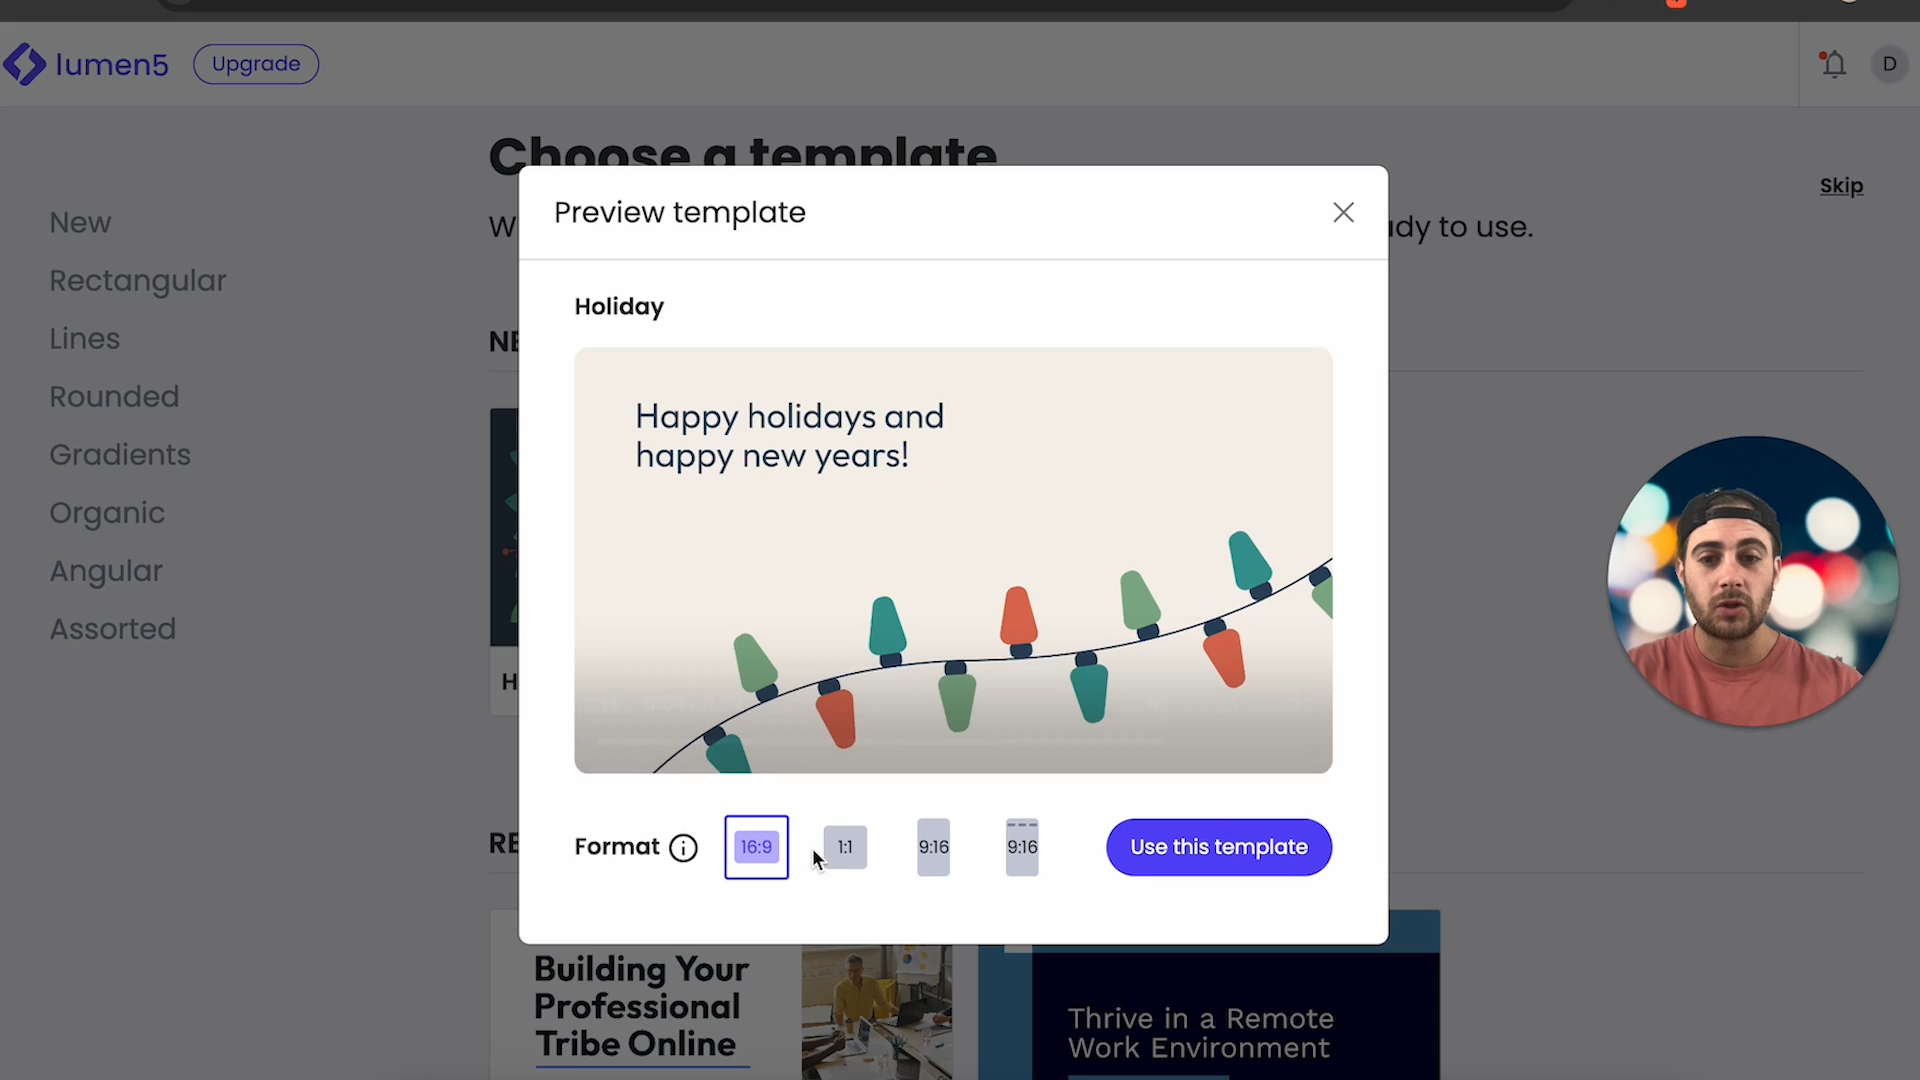 lumen5
Upgrade
D
Choose a template
Skip
dy to use.
New
Rectangular
Lines
Rounded
Gradients
Organic
Angular
Assorted
Preview template
Holiday
Happy holidays and
happy new years!
Format
16:9
1:1
9:16
9:16
Use this template
Building Your
Professional
Tribe Online
Thrive in a Remote
Work Environment